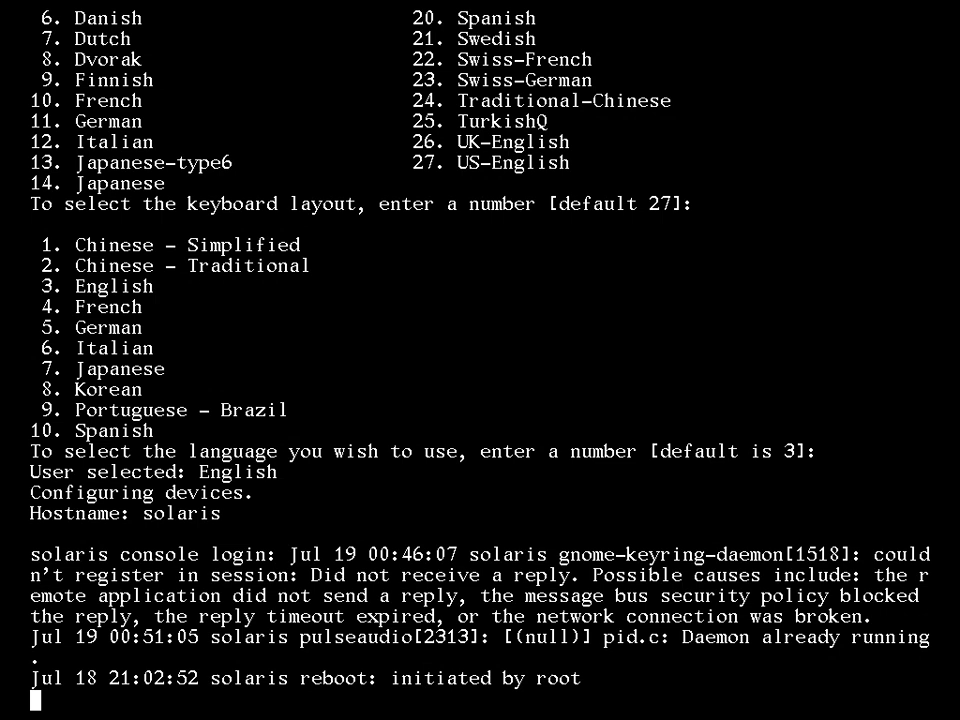 6. Danish 20. Spanish
7. Dutch 21. Swedish
8. Dvorak 22. Swiss-French
9. Finnish 23. Swiss-German
10. French 24. Traditional-Chinese
11. German 25. TurkishQ
12. Italian 26. UK-English
13. Japanese-type6 27. US-English
14. Japanese
To select the keyboard layout, enter a number [default 27]:
1. Chinese - Simplified
2. Chinese - Traditional
3. English
4. French
5. German
6. Italian
7. Japanese
8. Korean
9. Portuguese - Brazil
10. Spanish
To select the language you wish to use, enter a number [default is 3]:
User selected: English
Configuring devices.
Hostname: solaris
solaris console login: Jul 19 00:46:07 solaris gnome-keyring-daemon[1518]: could
n't register in session: Did not receive a reply. Possible causes include: the r
emote application did not send a reply, the message bus security policy blocked
the reply, the reply timeout expired, or the network connection was broken.
Jul 19 00:51:05 solaris pulseaudio[2313]: [(null)] pid.c: Daemon already running
.
Jul 18 21:02:52 solaris reboot: initiated by root